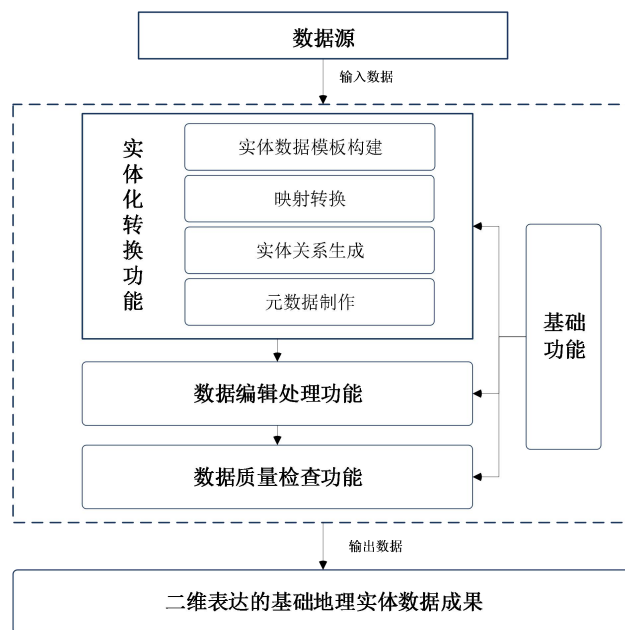 数据源
输入数据
实体化转换功能
实体数据模板构建
映射转换
实体关系生成
元数据制作
基础
功能
数据编辑处理功能
数据质量检查功能
输出数据
二维表达的基础地理实体数据成果